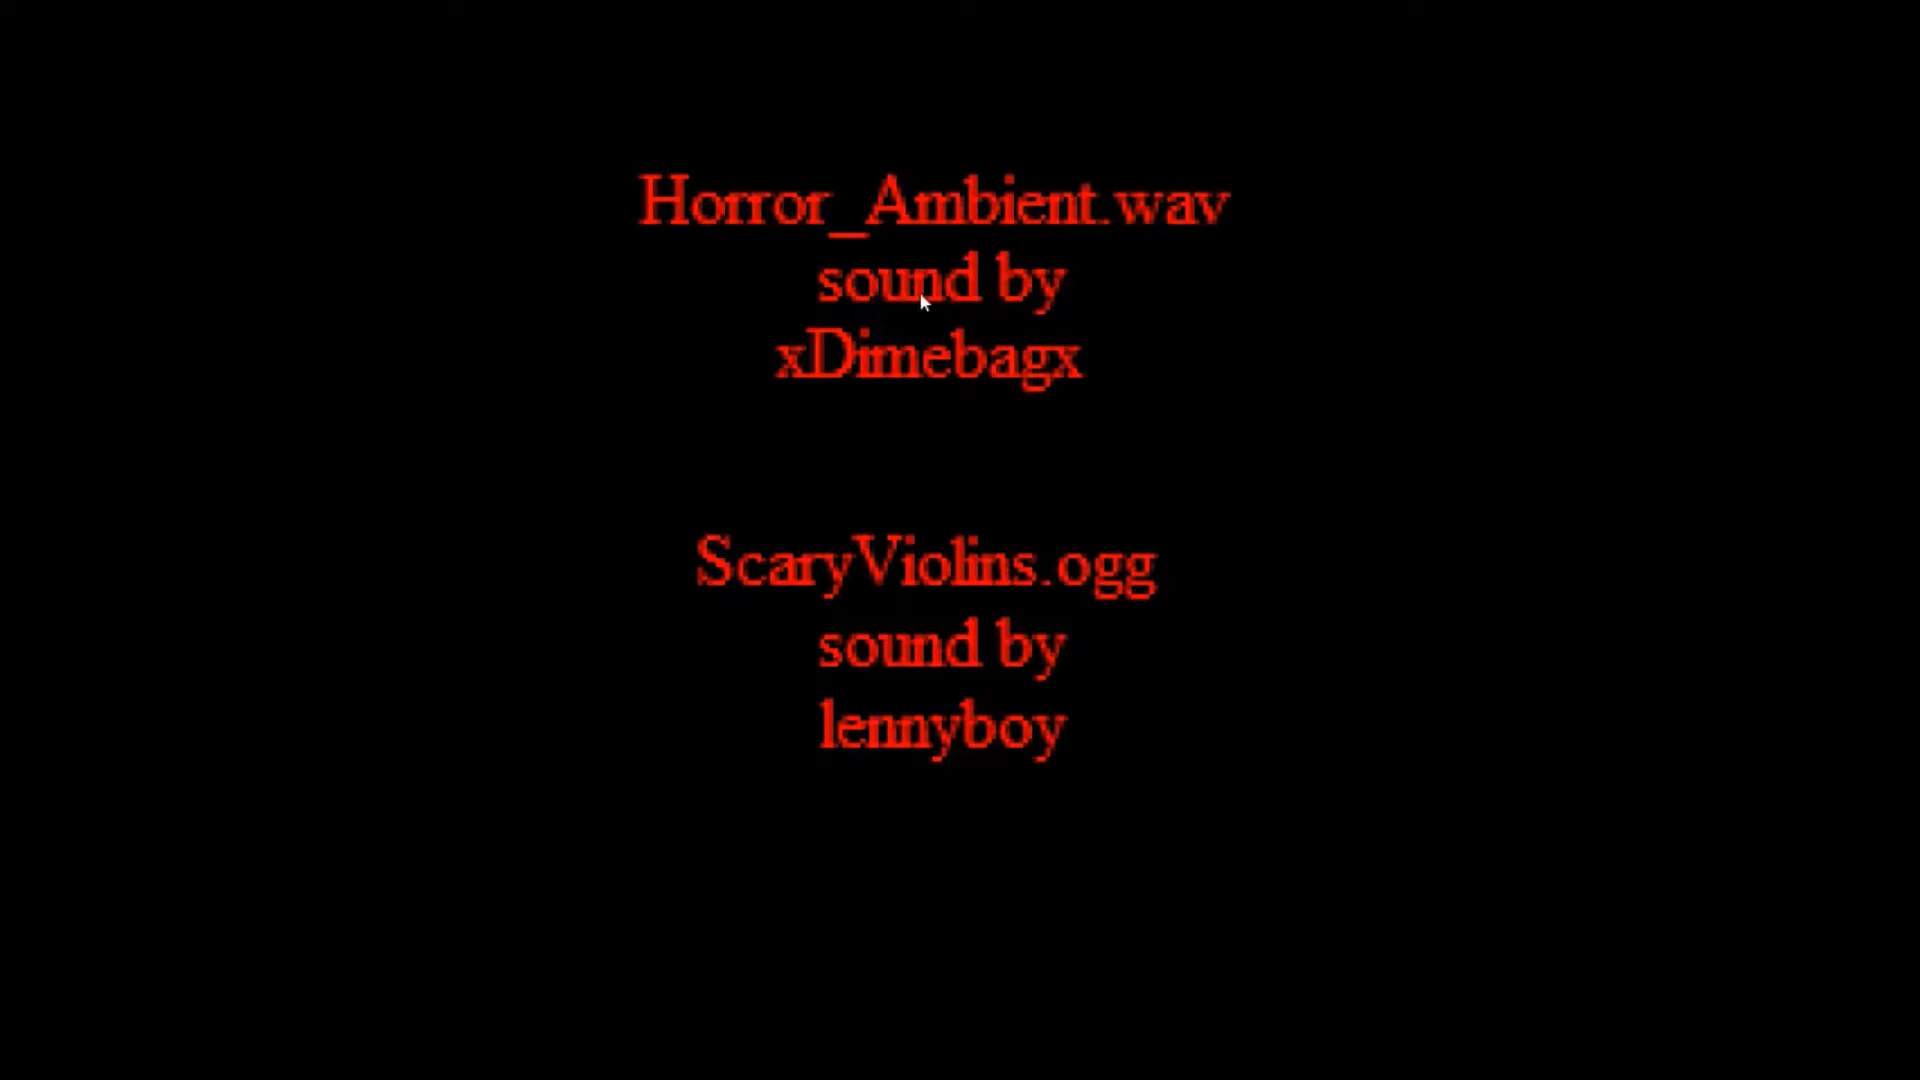 Horror_Ambient.wav
sound by
xDimebagx
ScaryViolins.ogg
sound by
lennyboy